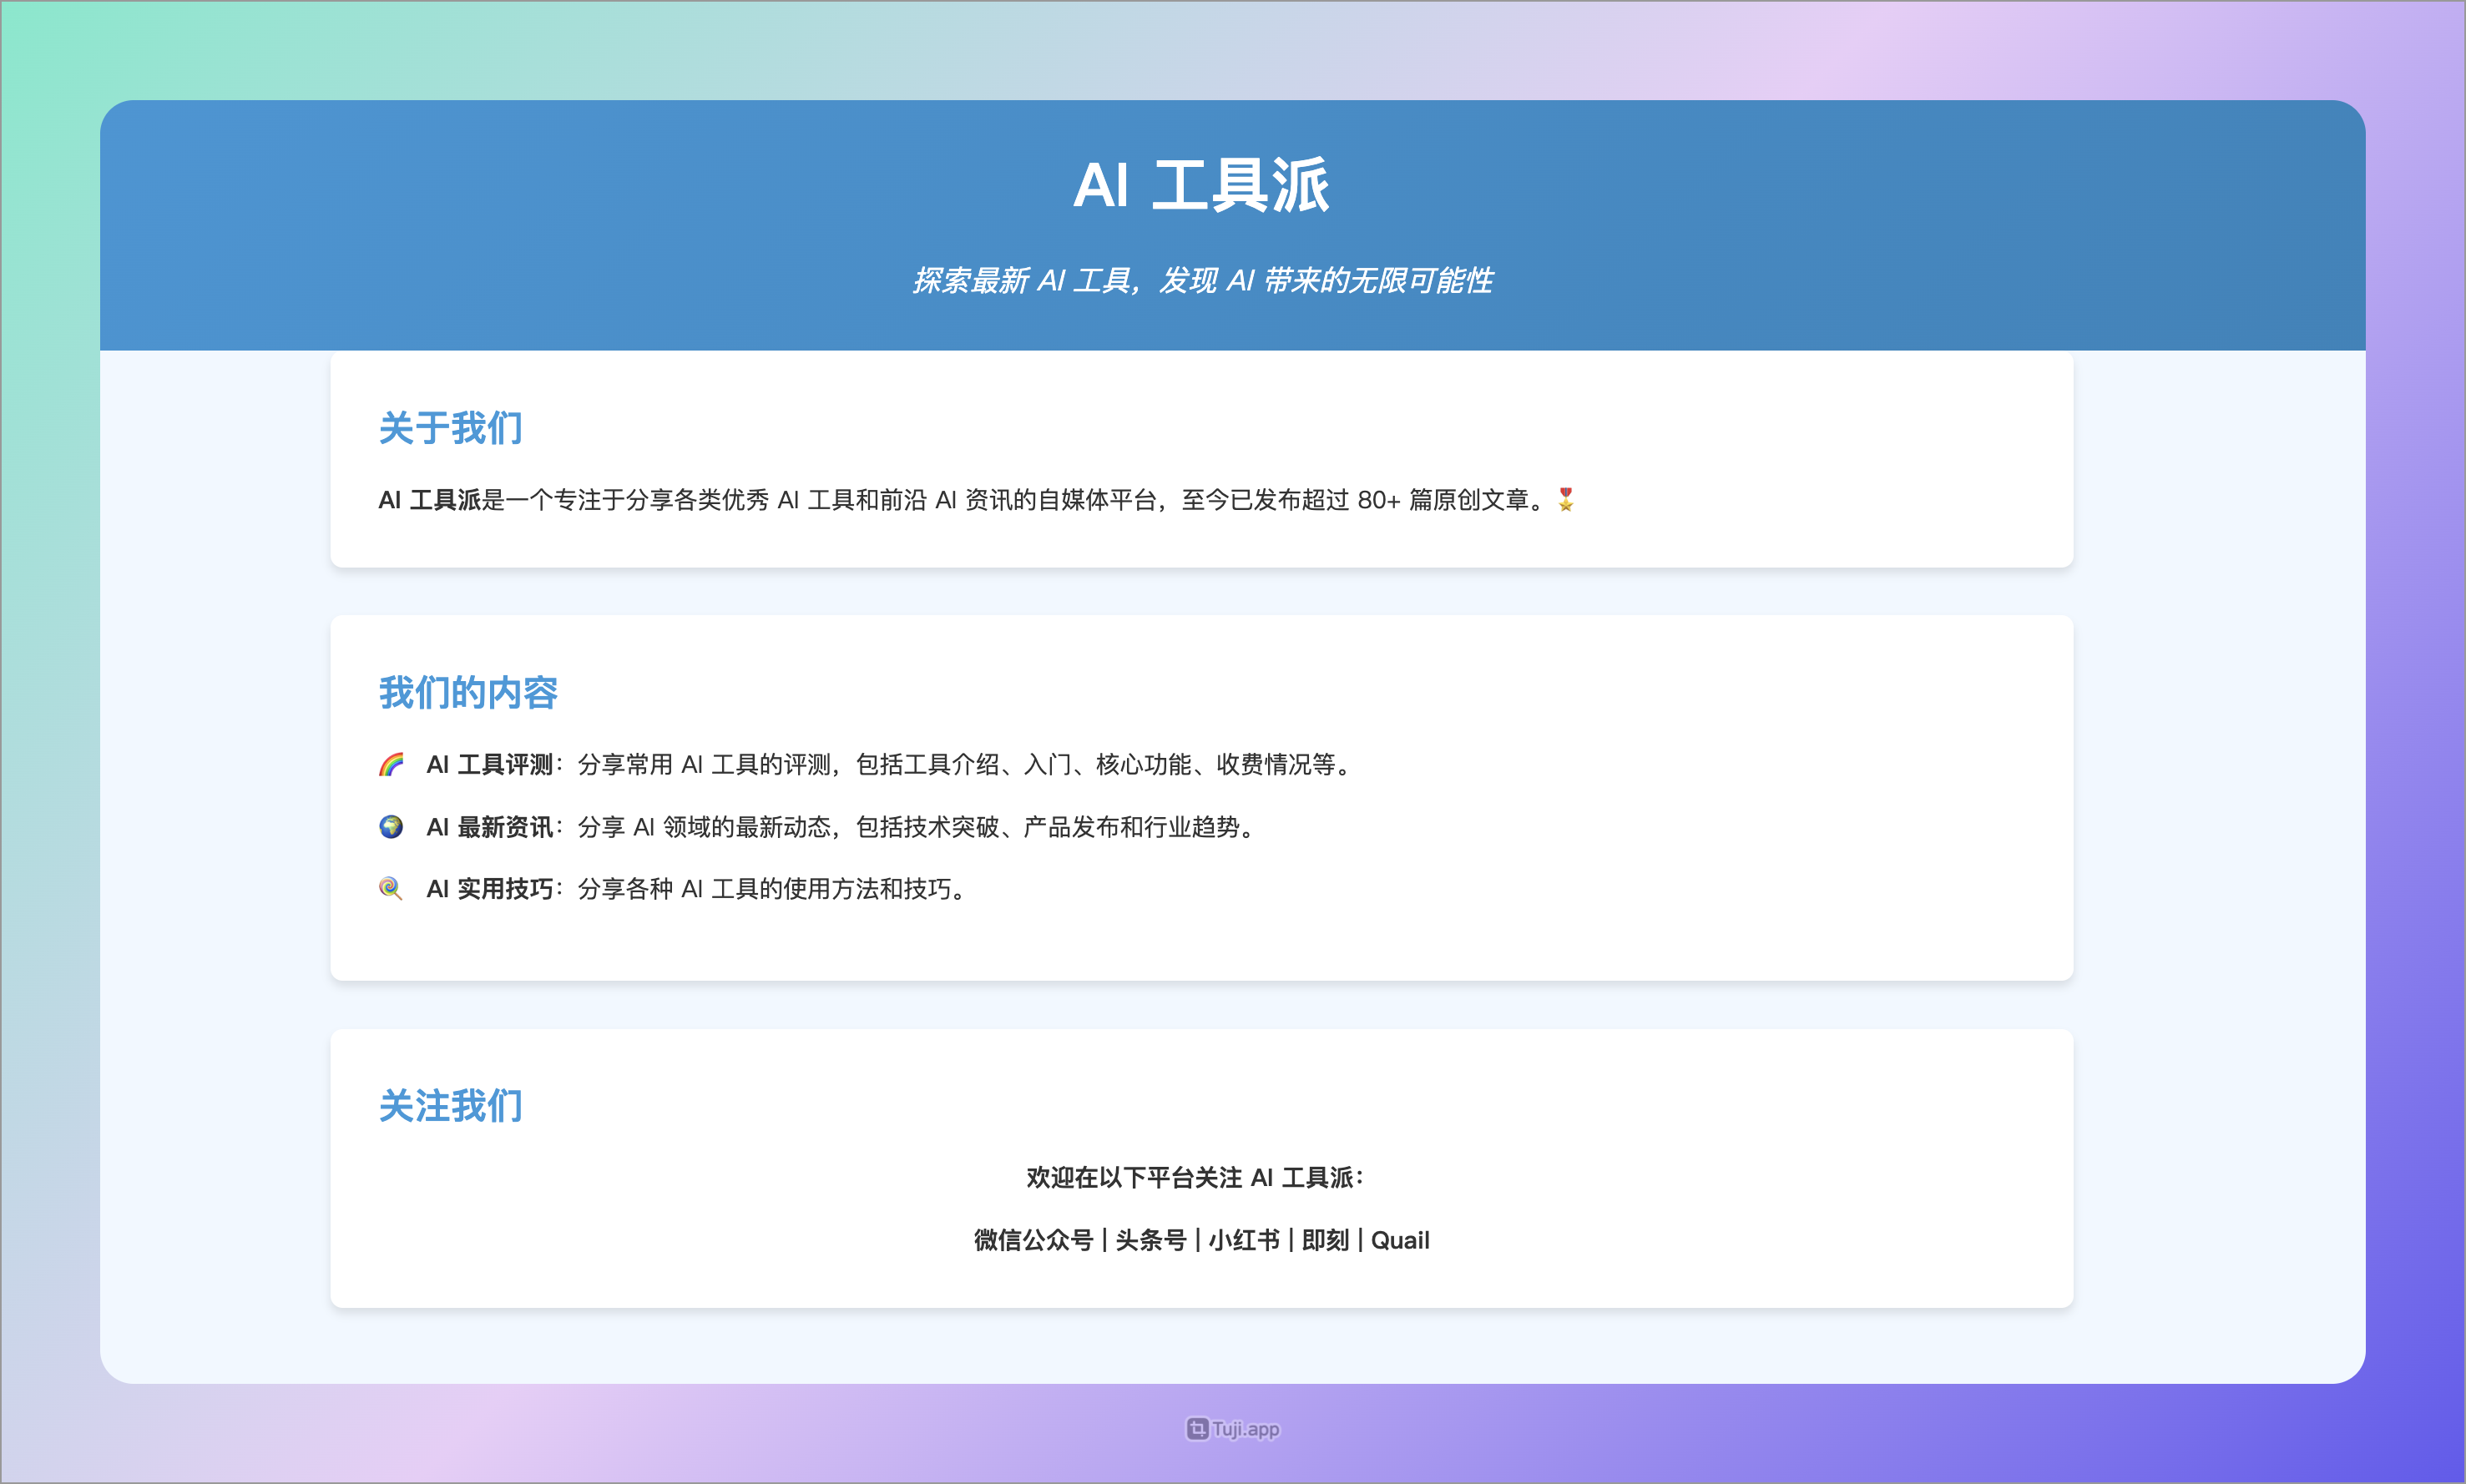 AI 工具派
探索最新 AI 工具，发现 AI 带来的无限可能性
关于我们
AI 工具派是一个专注于分享各类优秀 AI 工具和前沿 AI 资讯的自媒体平台，至今已发布超过 80+ 篇原创文章。🎖️
我们的内容
🌈 AI 工具评测：分享常用 AI 工具的评测，包括工具介绍、入门、核心功能、收费情况等。
🌍 AI 最新资讯：分享 AI 领域的最新动态，包括技术突破、产品发布和行业趋势。
🍭 AI 实用技巧：分享各种 AI 工具的使用方法和技巧。
关注我们
欢迎在以下平台关注 AI 工具派：
微信公众号 | 头条号 | 小红书 | 即刻 | Quail
Tuji.app